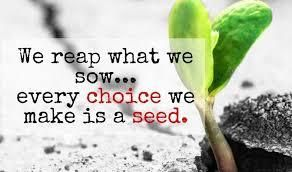 We reap what we
sow...
every choice we
make is a seed.